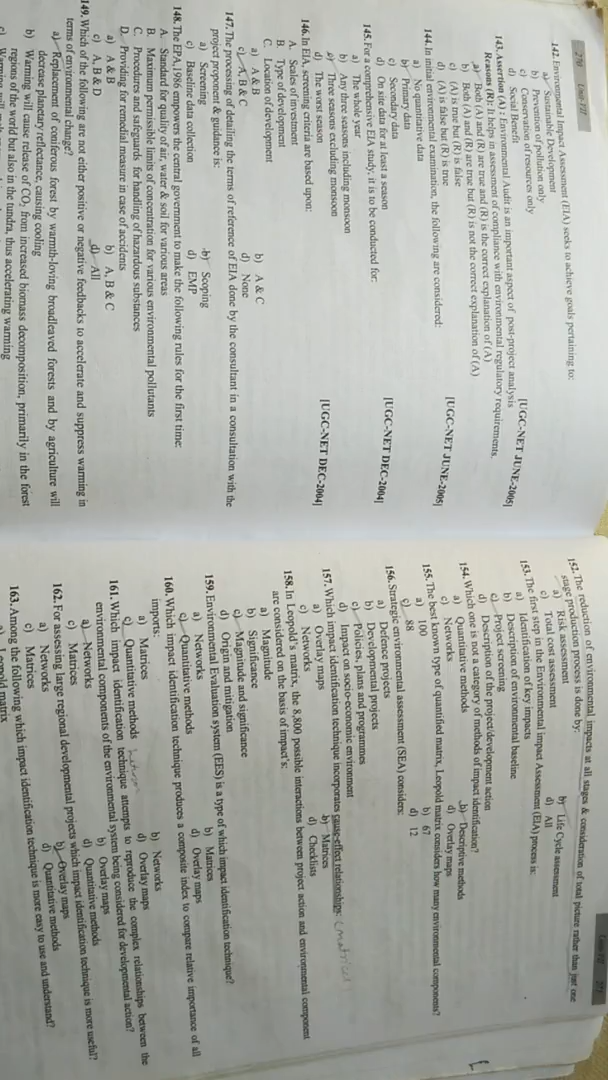 270 Unit-VII
142. Environmental Impact Assessment (EIA) seeks to achieve goals pertaining to:
a) Sustainable Development
b) Prevention of pollution only
c) Conservation of resources only
d) Social Benefit [UGC-NET JUNE-2005]
143. Assertion (A) : Environmental Audit is an important aspect of post-project analysis
Reason (R) : It helps in assessment of compliance with environmental regulatory requirements.
a) Both (A) and (R) are true and (R) is the correct explanation of (A)
b) Both (A) and (R) are true but (R) is not the correct explanation of (A)
c) (A) is true but (R) is false
d) (A) is false but (R) is true [UGC-NET JUNE-2005]
144. In initial environmental examination, the following are considered:
a) No quantitative data
b) Primary data
c) Secondary data
d) On site data for at least a season [UGC-NET DEC-2004]
145. For a comprehensive EIA study, it is to be conducted for:
a) The whole year
b) Any three seasons including monsoon
c) Three seasons excluding monsoon
d) The worst season [UGC-NET DEC-2004]
146. In EIA, screening criteria are based upon:
A. Scales of investment
B. Type of development
C. Location of development
a) A & B b) A & C
c) A, B & C d) None
147. The processing of detailing the terms of reference of EIA done by the consultant in a consultation with the
project proponent & guidance is:
a) Screening b) Scoping
c) Baseline data collection d) EMP
148. The EPA,1986 empowers the central government to make the following rules for the first time:
A. Standard for quality of air, water & soil for various areas
B. Maximum permissible limits of concentration for various environmental pollutants
C. Procedures and safeguards for handling of hazardous substances
D. Providing for remedial measure in case of accidents
a) A & B b) A, B & C
c) A, B & D d) All
149. Which of the following are not either positive or negative feedbacks to accelerate and suppress warming in
terms of environmental change?
a) Replacement of coniferous forest by warmth-loving broadleaved forests and by agriculture will
decrease planetary reflectance, causing cooling
b) Warming will cause release of CO2 from increased biomass decomposition, primarily in the forest
regions of the world but also in the tundra, thus accelerating warming
152. The reduction of environmental impacts at all stages & consideration of total picture rather than just one
stage production process is done by:
a) Risk assessment b) Life Cycle assessment
c) Total cost assessment d) All
153. The first step in the Environmental impact Assessment (EIA) process is:
a) Identification of key impacts
b) Description of environmental baseline
c) Project screening
d) Description of the project/development action
154. Which one is not a category of methods of impact identification?
a) Quantitative methods b) Descriptive methods
c) Networks d) Overlay maps
155. The best known type of quantified matrix, Leopold matrix considers how many environmental components?
a) 100 b) 67
c) 88 d) 12
156. Strategic environmental assessment (SEA) considers:
a) Defence projects
b) Developmental projects
c) Policies, plans and programmes
d) Impact on socio-economic environment
157. Which impact identification technique incorporates cause-effect relationships (matrices
a) Overlay maps b) Matrices
c) Networks d) Checklists
158. In Leopold's matrix, the 8,800 possible interactions between project action and environmental component
are considered on the basis of impact's:
a) Magnitude
b) Significance
c) Magnitude and significance
d) Origin and mitigation
159. Environmental Evaluation system (EES) is a type of which impact identification technique?
a) Networks b) Matrices
c) Quantitative methods d) Overlay maps
160. Which impact identification technique produces a composite index to compare relative importance of all
imports:
a) Matrices b) Networks
c) Quantitative methods d) Overlay maps
161. Which impact identification technique attempts to reproduce the complex relationships between the
environmental components of the environmental system being considered for developmental action?
a) Networks b) Overlay maps
c) Matrices d) Quantitative methods
162. For assessing large regional developmental projects which impact identification technique is more useful?
a) Networks b) Overlay maps
c) Matrices d) Quantitative methods
163. Among the following which impact identification technique is more easy to use and understand?
a) Leopold matrix